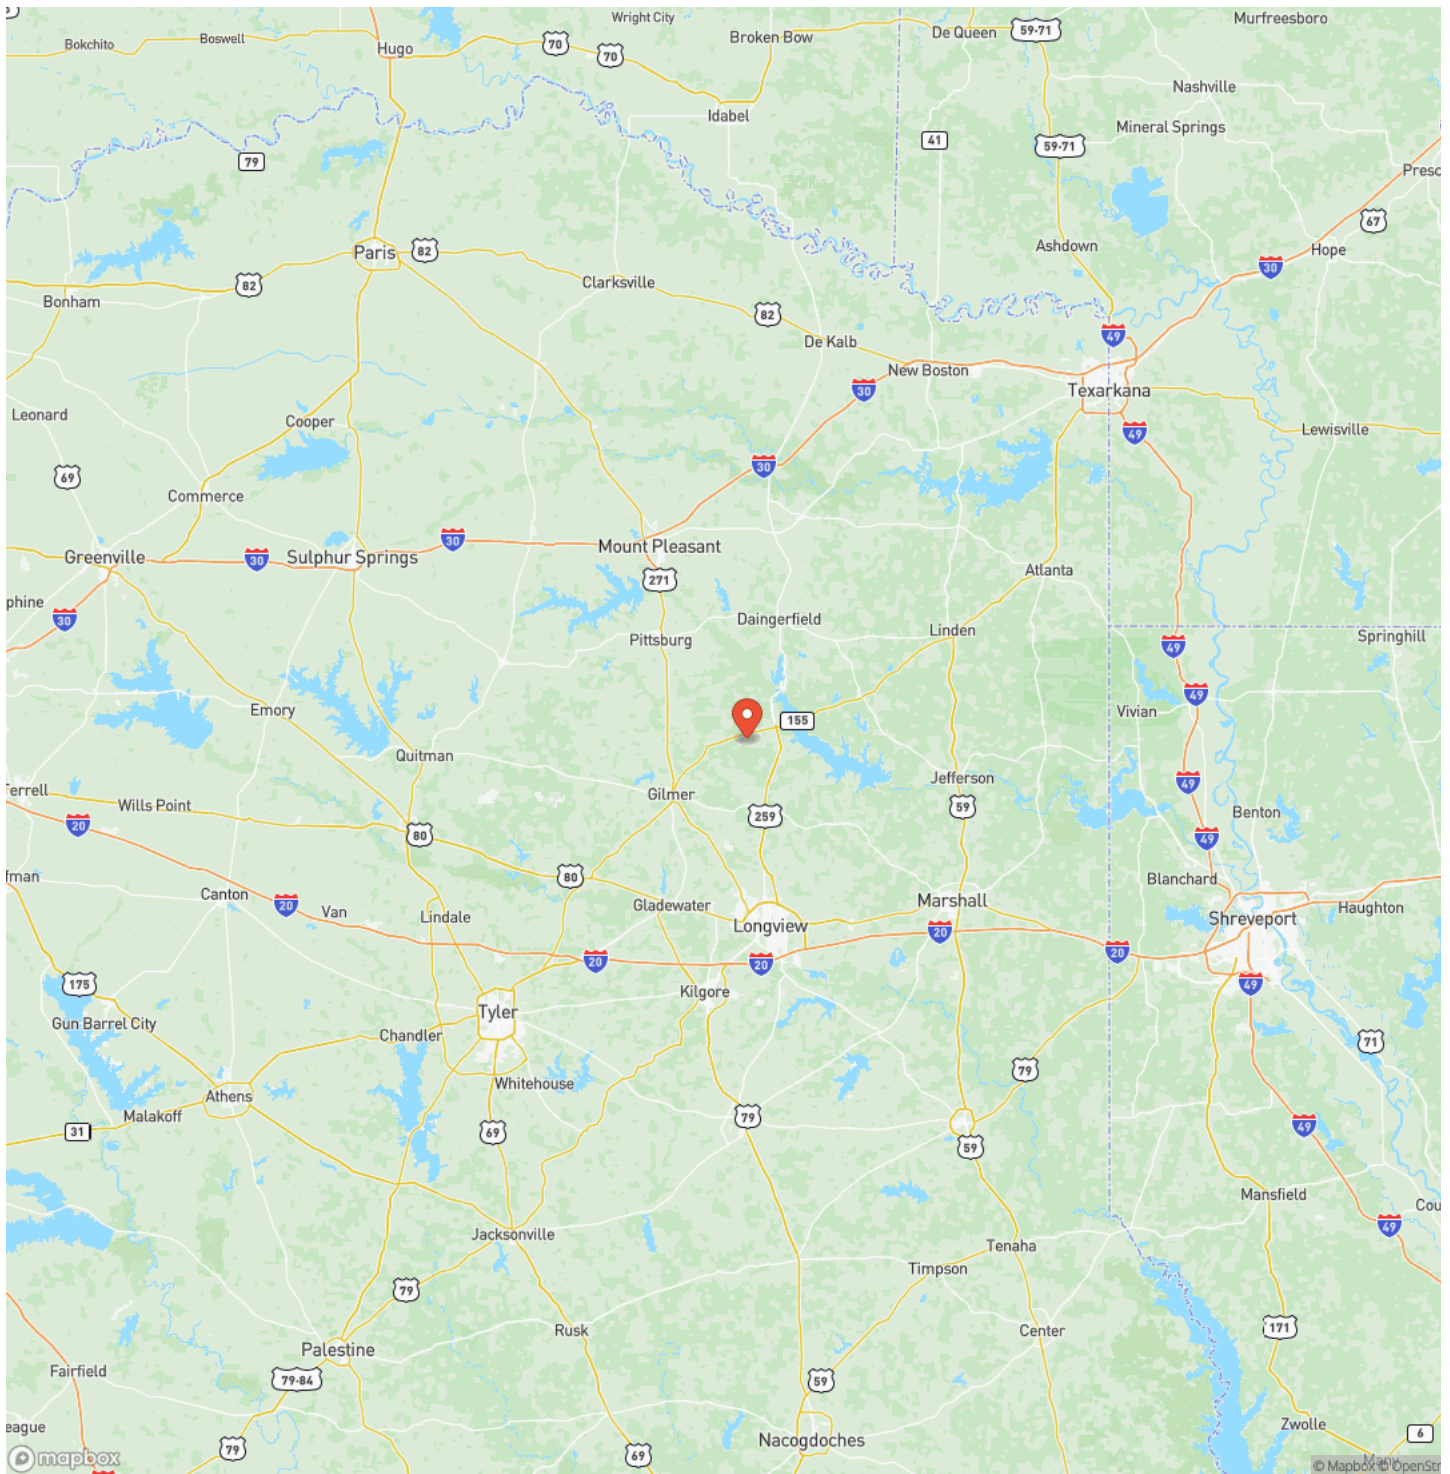 Wright City
Murfreesboro
Bokchito
Boswell
Hugo
70
70
Broken Bow
De Queen
59-71
Nashville
Idabel
Mineral Springs
41
59-71
79
Presc
67
Paris
82
Ashdown
Hope
30
82
Clarksville
Bonham
82
De Kalb
49
New Boston
30
Texarkana
Leonard
Cooper
49
Lewisville
30
69
Commerce
30
Mount Pleasant
Greenville
30
Sulphur Springs
271
Atlanta
phine
30
Daingerfield
Linden
Pittsburg
49
Springhill
49
Emory
155
Vivian
Quitman
Jefferson
49
Gilmer
Terrell
Wills Point
59
259
Benton
20
80
49
80
fman
Blanchard
Canton
20
Van
Lindale
Gladewater
Marshall
Longview
Shreveport
Haughton
20
20
20
20
175
Kilgore
49
Tyler
Gun Barrel City
Chandler
71
79
Whitehouse
Athens
Malakoff
79
31
69
49
59
Mansfield
Cou
49
Jacksonville
Tenaha
Timpson
79
Rusk
Center
171
Palestine
Fairfield
79-84
59
Zwolle
eague
6
Nacogdoches
79
69
mapbox
Many
© Mapbox © OpenStr